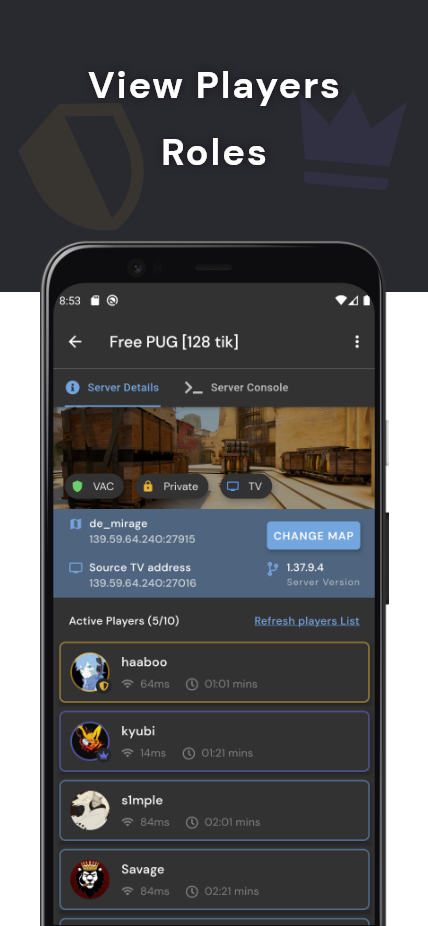 View Players
Roles
8:53
Free PUG [128 tik]
Server Details
Server Console
VAC
Private
TV
de_mirage
139.59.64.240:27915
CHANGE MAP
Source TV address
139.59.64.240:27016
1.37.9.4
Server Version
Active Players (5/10)
Refresh players List
haaboo
64ms 01:01 mins
kyubi
14ms 01:21 mins
s1mple
84ms 02:01 mins
Savage
84ms 02:21 mins